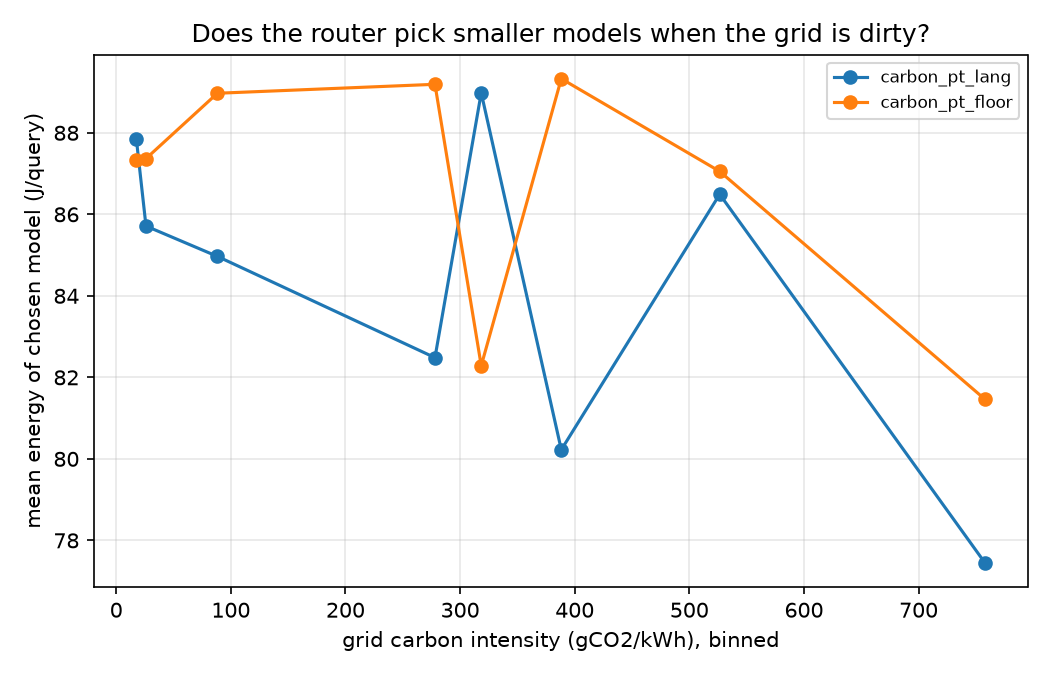 Does the router pick smaller models when the grid is dirty?
carbon_pt_lang
carbon_pt_floor
mean energy of chosen model (J/query)
88
86
84
82
80
78
0 100 200 300 400 500 600 700
grid carbon intensity (gCO2/kWh), binned